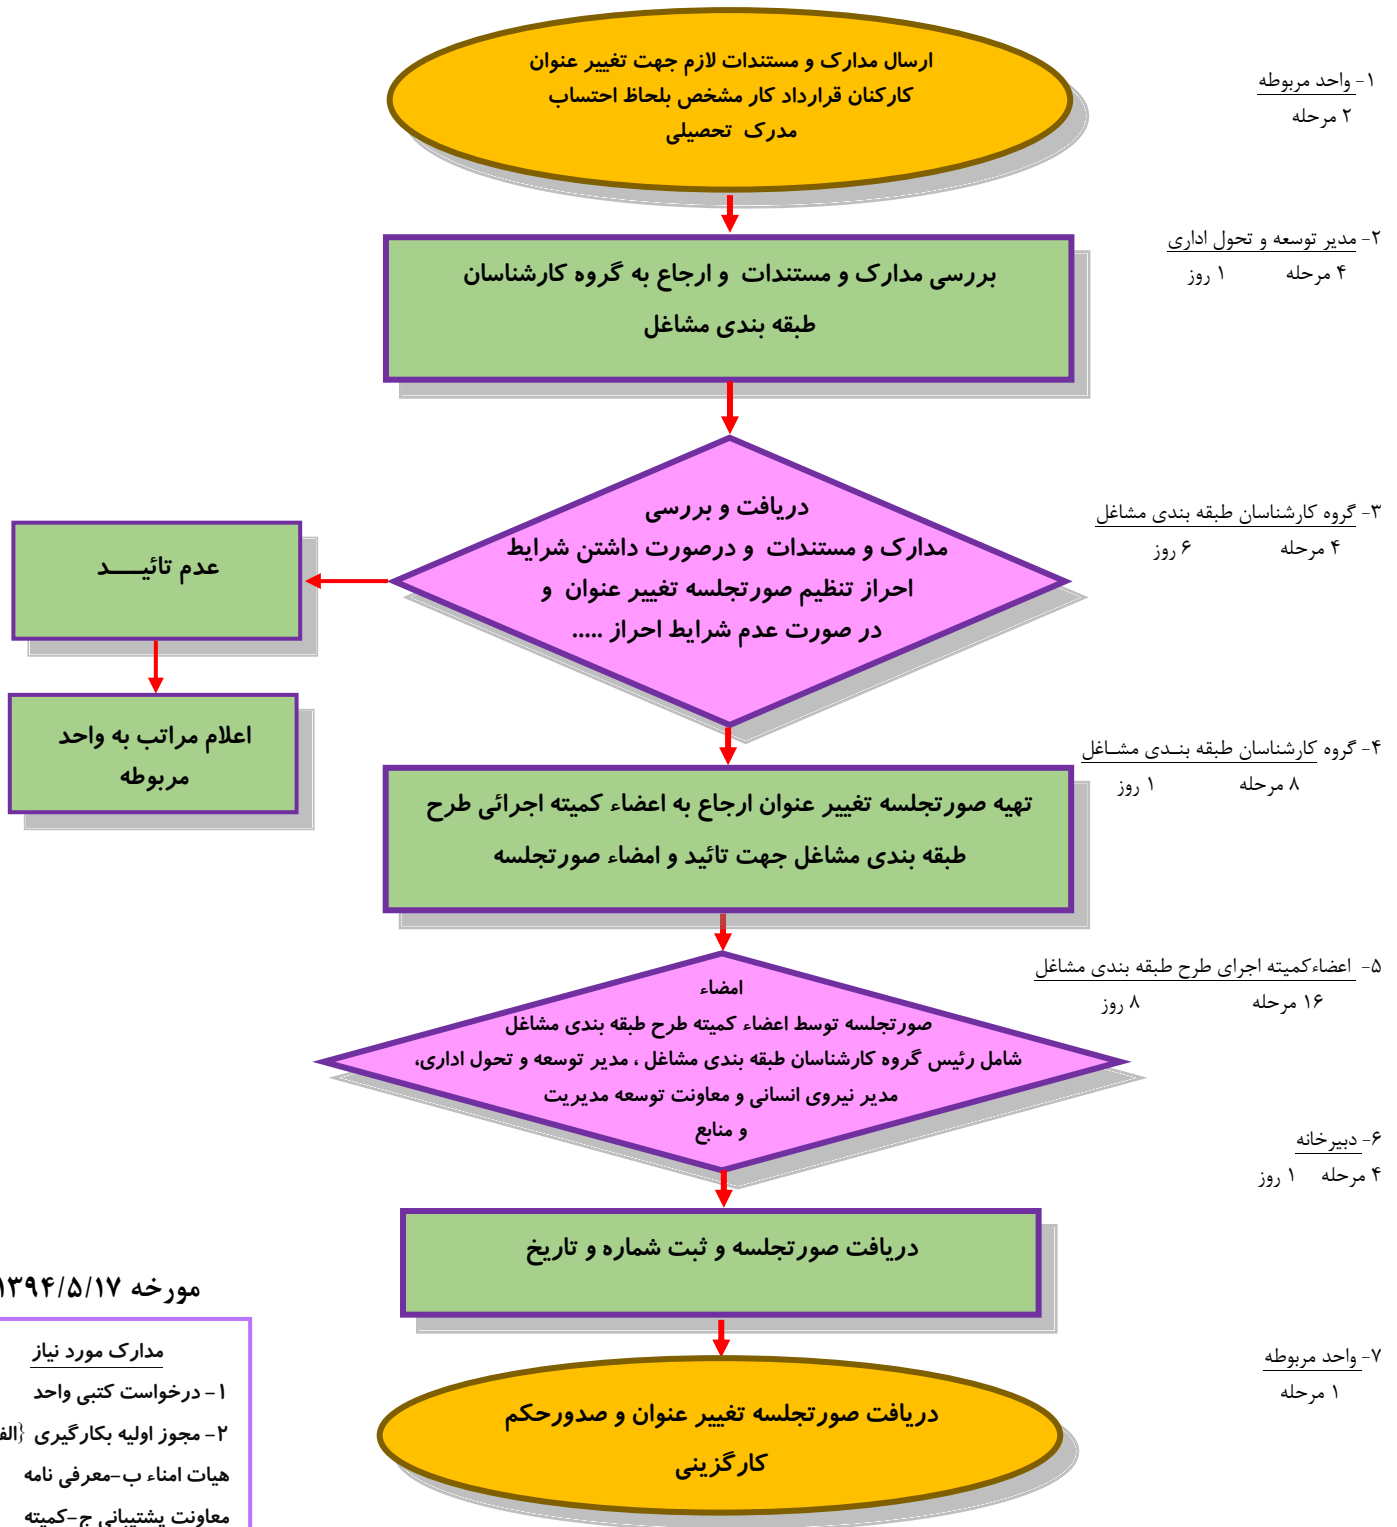 ارسال مدارک و مستندات لازم جهت تغییر عنوان
کارکنان قرارداد کار مشخص بلحاظ احتساب
مدرک تحصیلی
۱- واحد مربوطه
۲ مرحله
بررسی مدارک و مستندات و ارجاع به گروه کارشناسان
طبقه بندی مشاغل
۲- مدیر توسعه و تحول اداری
۴ مرحله ۱ روز
دریافت و بررسی
مدارک و مستندات و درصورت داشتن شرایط
احراز تنظیم صورتجلسه تغییر عنوان و
در صورت عدم شرایط احراز .....
۳- گروه کارشناسان طبقه بندی مشاغل
۴ مرحله ۶ روز
عدم تائیــــد
اعلام مراتب به واحد
مربوطه
تهیه صورتجلسه تغییر عنوان ارجاع به اعضاء کمیته اجرائی طرح
طبقه بندی مشاغل جهت تائید و امضاء صورتجلسه
۴- گروه کارشناسان طبقه بنـدی مشـاغل
۸ مرحله ۱ روز
امضاء
صورتجلسه توسط اعضاء کمیته طرح طبقه بندی مشاغل
شامل رئیس گروه کارشناسان طبقه بندی مشاغل ، مدیر توسعه و تحول اداری،
مدیر نیروی انسانی و معاونت توسعه مدیریت
و منابع
۵- اعضاءکمیته اجرای طرح طبقه بندی مشاغل
۱۶ مرحله ۸ روز
دریافت صورتجلسه و ثبت شماره و تاریخ
۶- دبیرخانه
۴ مرحله ۱ روز
دریافت صورتجلسه تغییر عنوان و صدورحکم
کارگزینی
۷- واحد مربوطه
۱ مرحله
مورخه ۱۳۹۴/۵/۱۷
مدارک مورد نیاز
۱- درخواست کتبی واحد
۲- مجوز اولیه بکارگیری {الف
هیات امناء ب-معرفی نامه
معاونت پشتیبانی ج-کمیته